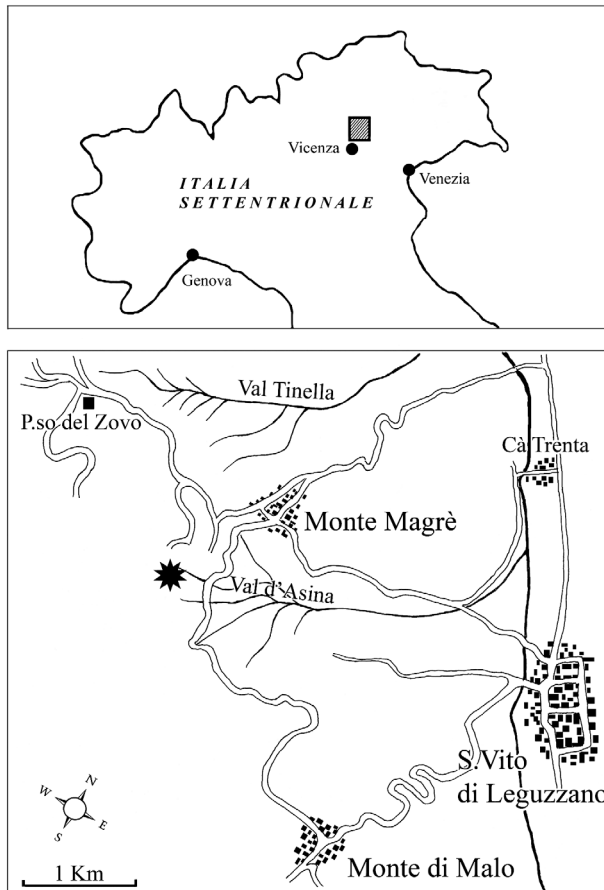 Vicenza
Venezia
ITALIA
SETTENTRIONALE
Genova
Val Tinella
P.so del Zovo
Cà Trenta
Monte Magrè
Val d'Asina
S.Vito
di Leguzzano
N
W
E
S
1 Km
Monte di Malo